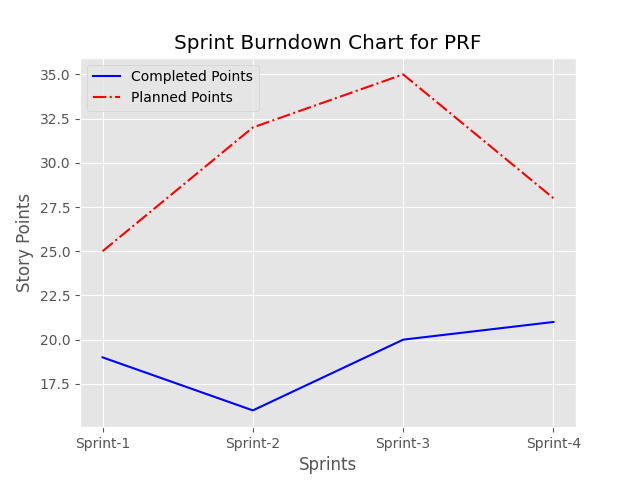 Sprint Burndown Chart for PRF
Completed Points
Planned Points
Story Points
35.0
32.5
30.0
27.5
25.0
22.5
20.0
17.5
Sprint-1
Sprint-2
Sprint-3
Sprint-4
Sprints